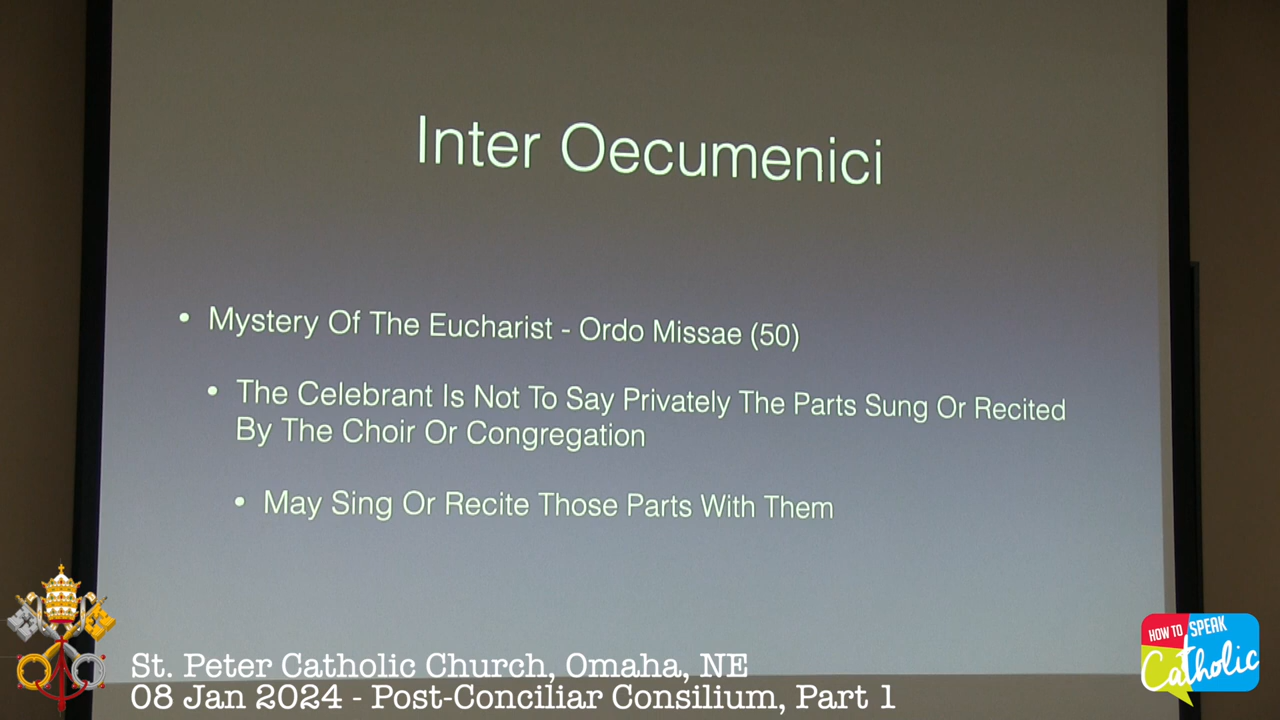 Inter Oecumenici
• Mystery Of The Eucharist - Ordo Missae (50)
• The Celebrant Is Not To Say Privately The Parts Sung Or Recited
By The Choir Or Congregation
• May Sing Or Recite Those Parts With Them
St. Peter Catholic Church, Omaha, NE
08 Jan 2024 - Post-Conciliar Consilium, Part 1
HOW TO SPEAK
Catholic